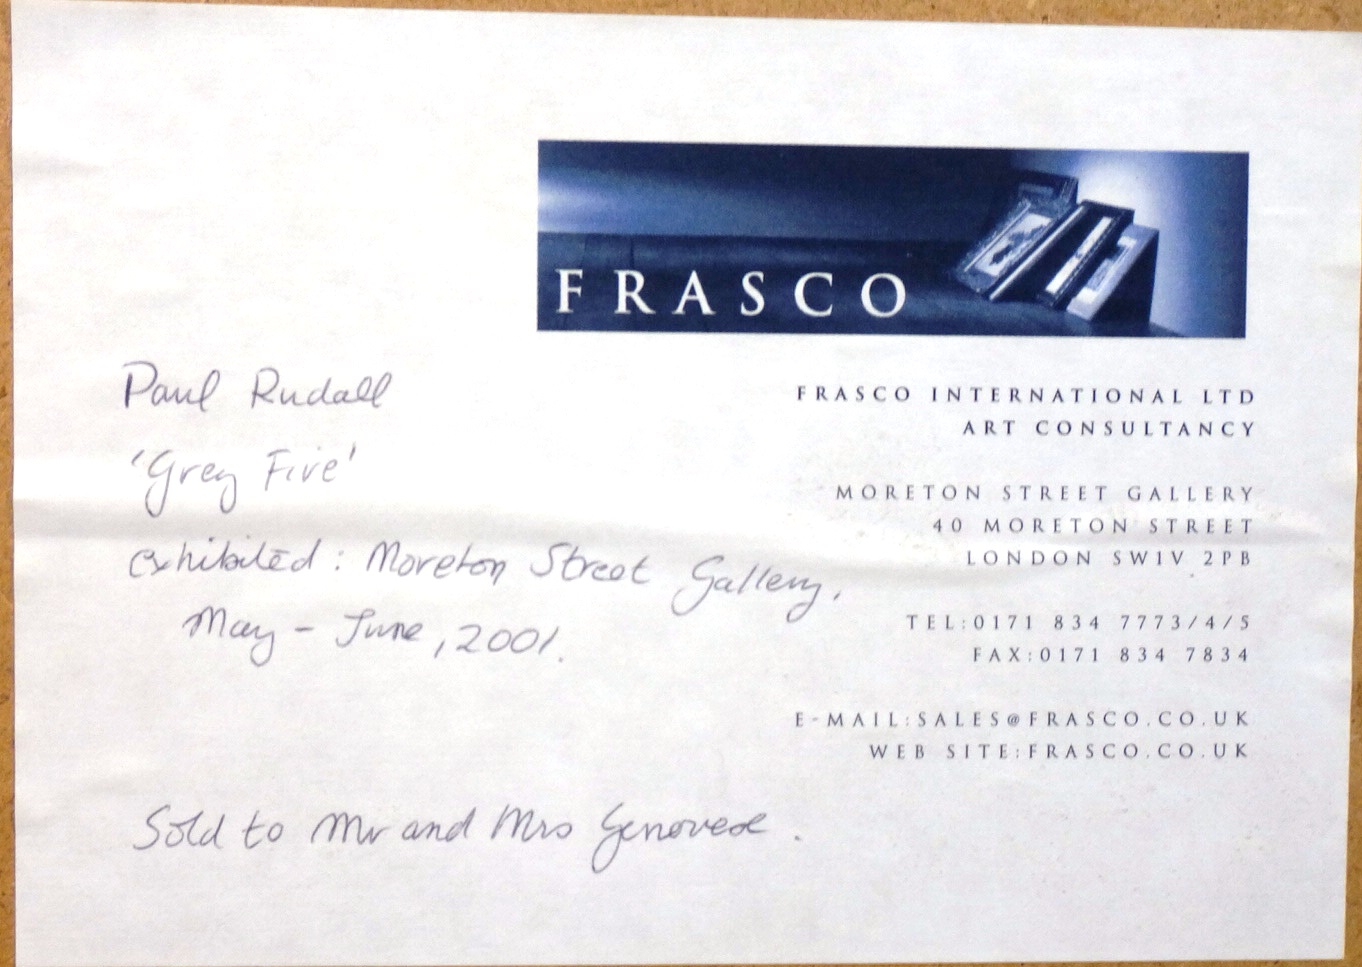 FRASCO
FRASCO INTERNATIONAL LTD
ART CONSULTANCY
MORETON STREET GALLERY
40 MORETON STREET
LONDON SW1V 2PB
TEL:0171 834 7773/4/5
FAX:0171 834 7834
E-MAIL:SALES@FRASCO.CO.UK
WEB SITE:FRASCO.CO.UK
Paul Rudall
'Grey Five'
exhibited: Moreton Street Gallery,
May - June, 2001.
Sold to Mr and Mrs Genovese.